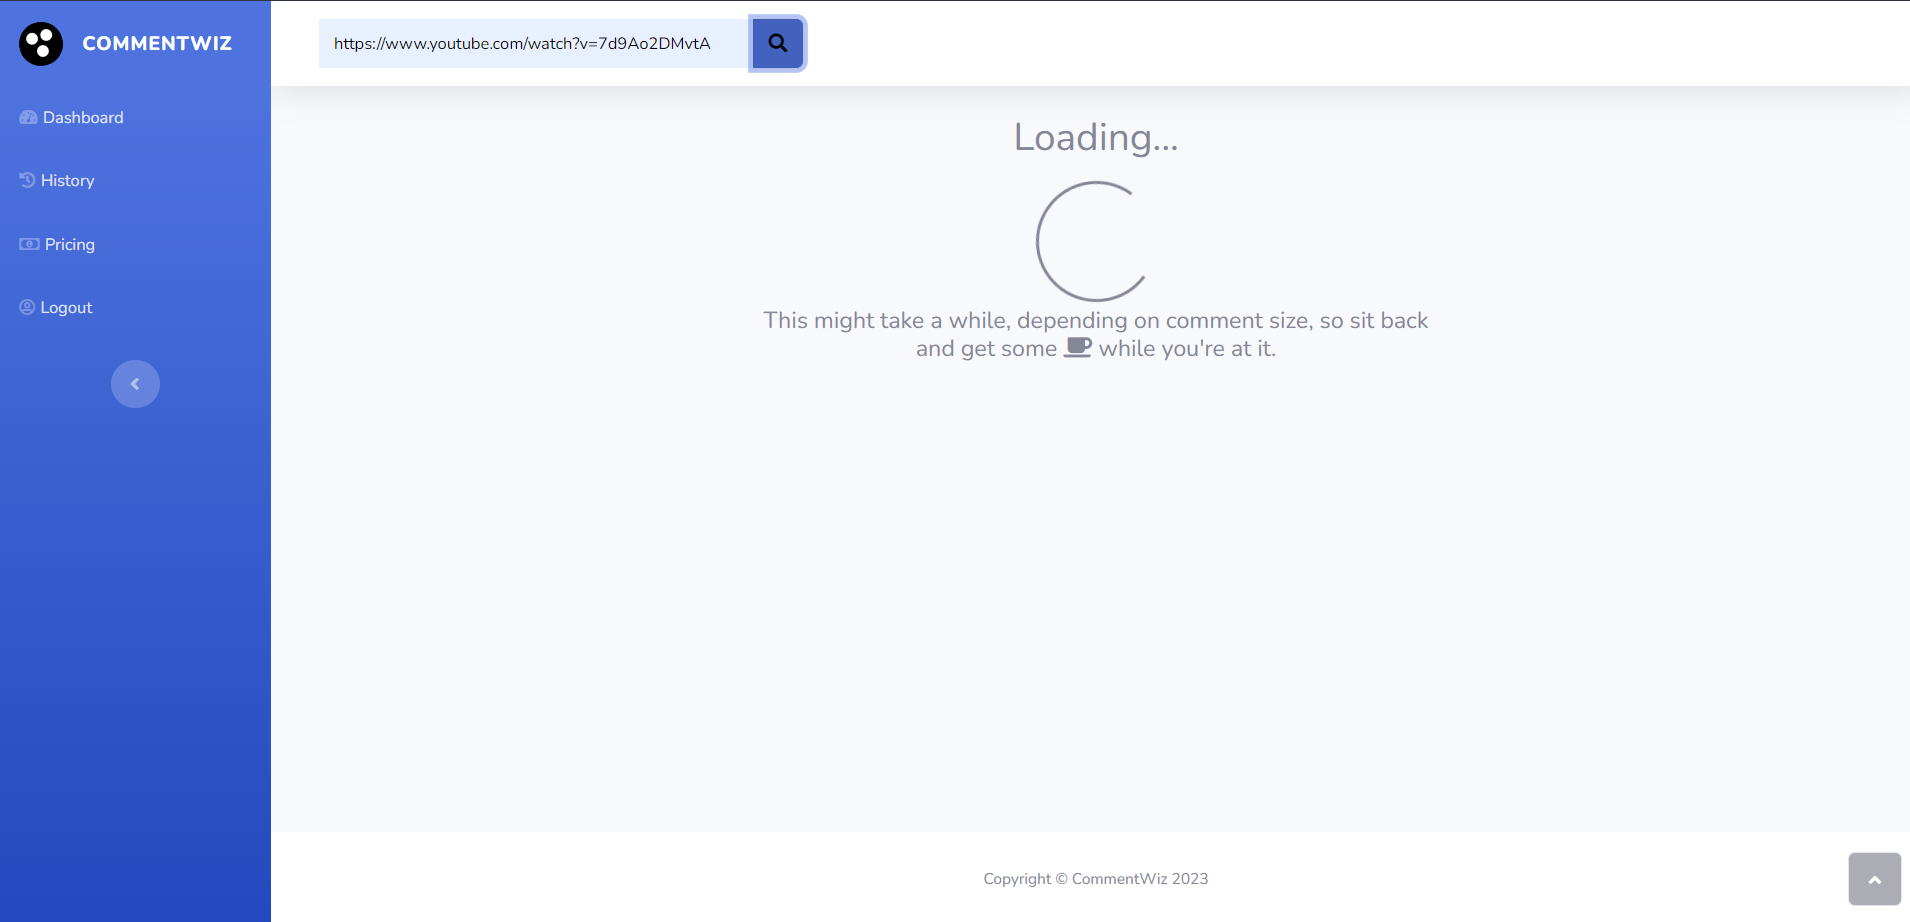 COMMENTWIZ
Dashboard
History
Pricing
Logout
https://www.youtube.com/watch?v=7d9Ao2DMvtA
Loading...
This might take a while, depending on comment size, so sit back
and get some while you're at it.
Copyright © CommentWiz 2023